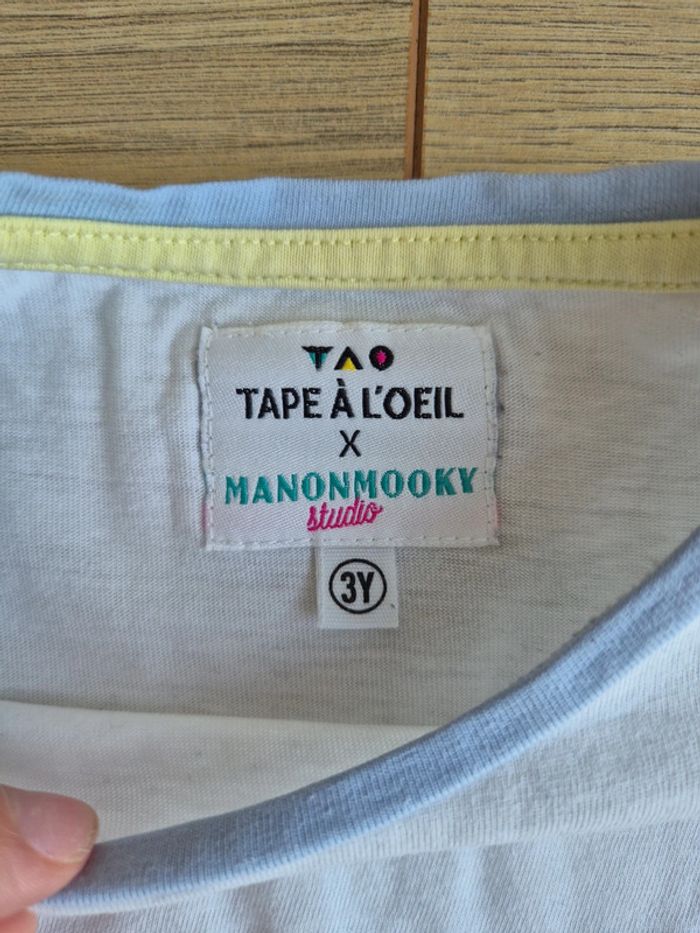 TAO
TAPE À L'OEIL
X
MANONMOOKY
studio
3Y